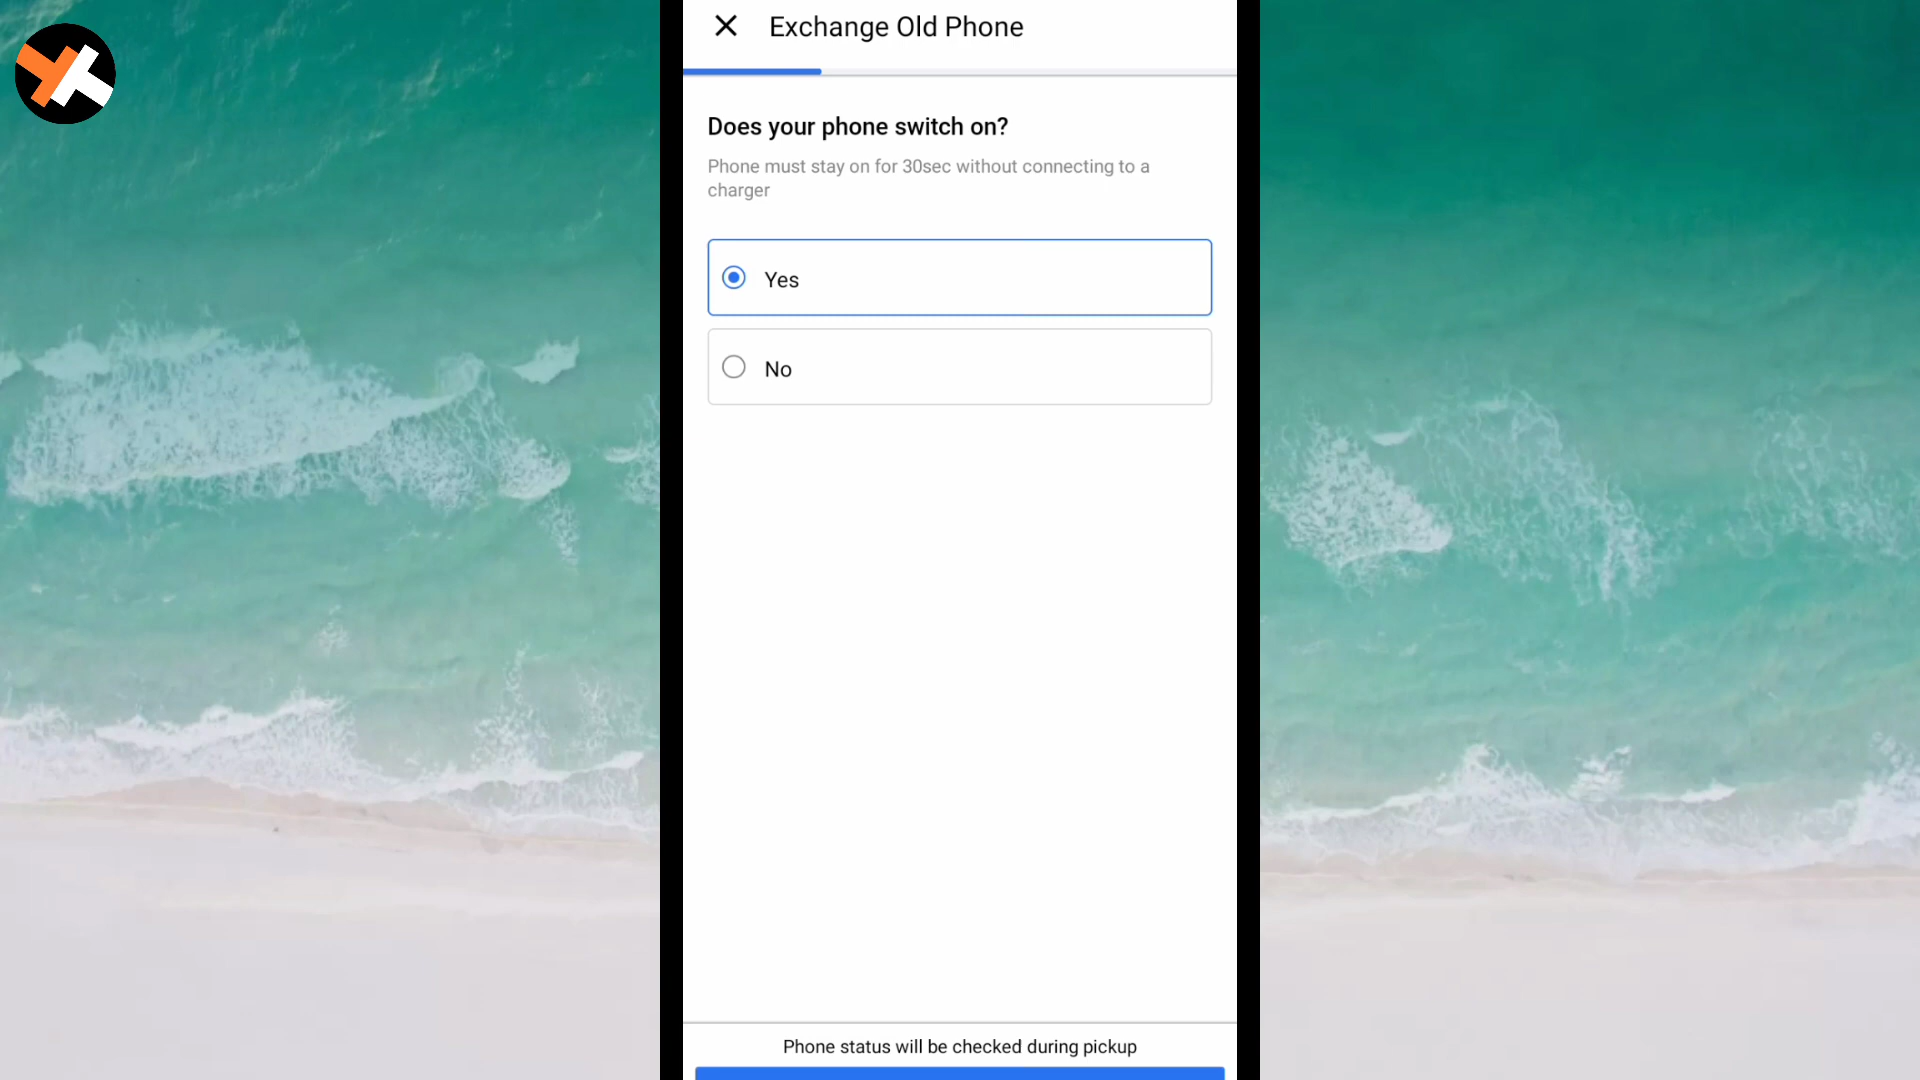 Exchange Old Phone
Does your phone switch on?
Phone must stay on for 30sec without connecting to a
charger
Yes
No
Phone status will be checked during pickup